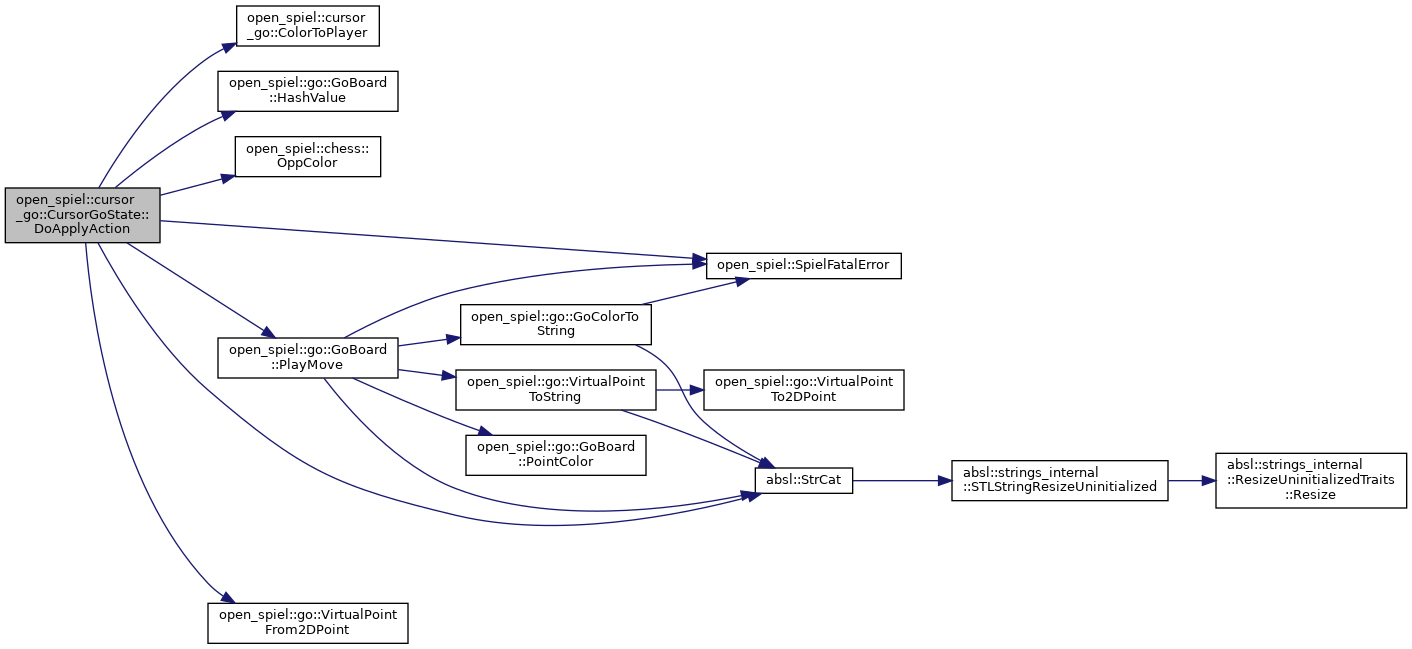 open_spiel::cursor
_go::ColorToPlayer
open_spiel::go::GoBoard
::HashValue
open_spiel::chess::
OppColor
open_spiel::cursor
_go::CursorGoState::
DoApplyAction
open_spiel::SpielFatalError
open_spiel::go::GoColorTo
String
open_spiel::go::GoBoard
::PlayMove
open_spiel::go::VirtualPoint
ToString
open_spiel::go::VirtualPoint
To2DPoint
open_spiel::go::GoBoard
::PointColor
absl::StrCat
absl::strings_internal
::STLStringResizeUninitialized
absl::strings_internal
::ResizeUninitializedTraits
::Resize
open_spiel::go::VirtualPoint
From2DPoint